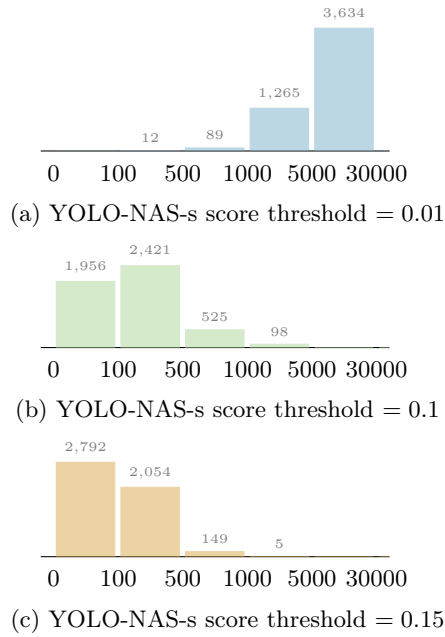 3,634
1,265
12 89
0 100 500 1000 5000 30000
(a) YOLO-NAS-s score threshold = 0.01
2,421
1,956
525
98
0 100 500 1000 5000 30000
(b) YOLO-NAS-s score threshold = 0.1
2,792
2,054
149 5
0 100 500 1000 5000 30000
(c) YOLO-NAS-s score threshold = 0.15